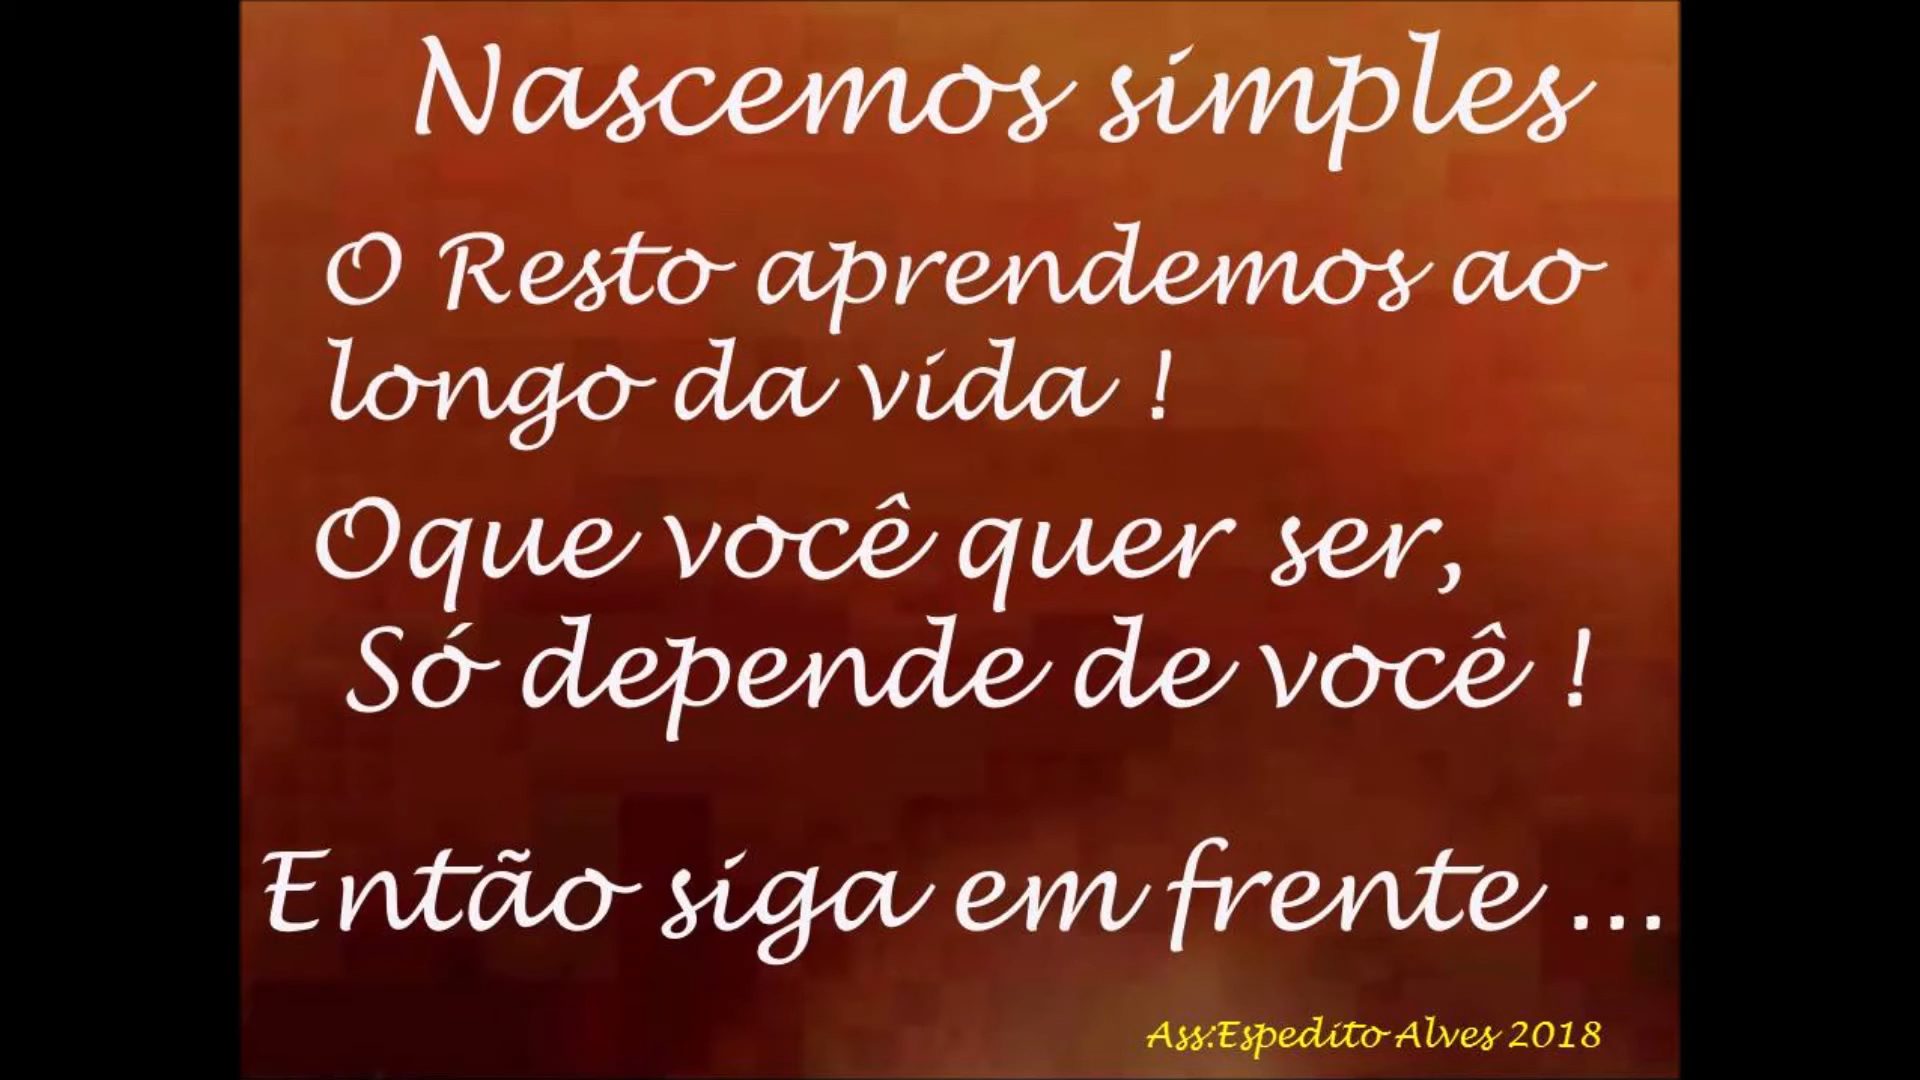 Nascemos simples
O Resto aprendemos ao
longo da vida !
Oque você quer ser,
Só depende de você !
Então siga em frente ...
Ass:Espedito Alves 2018